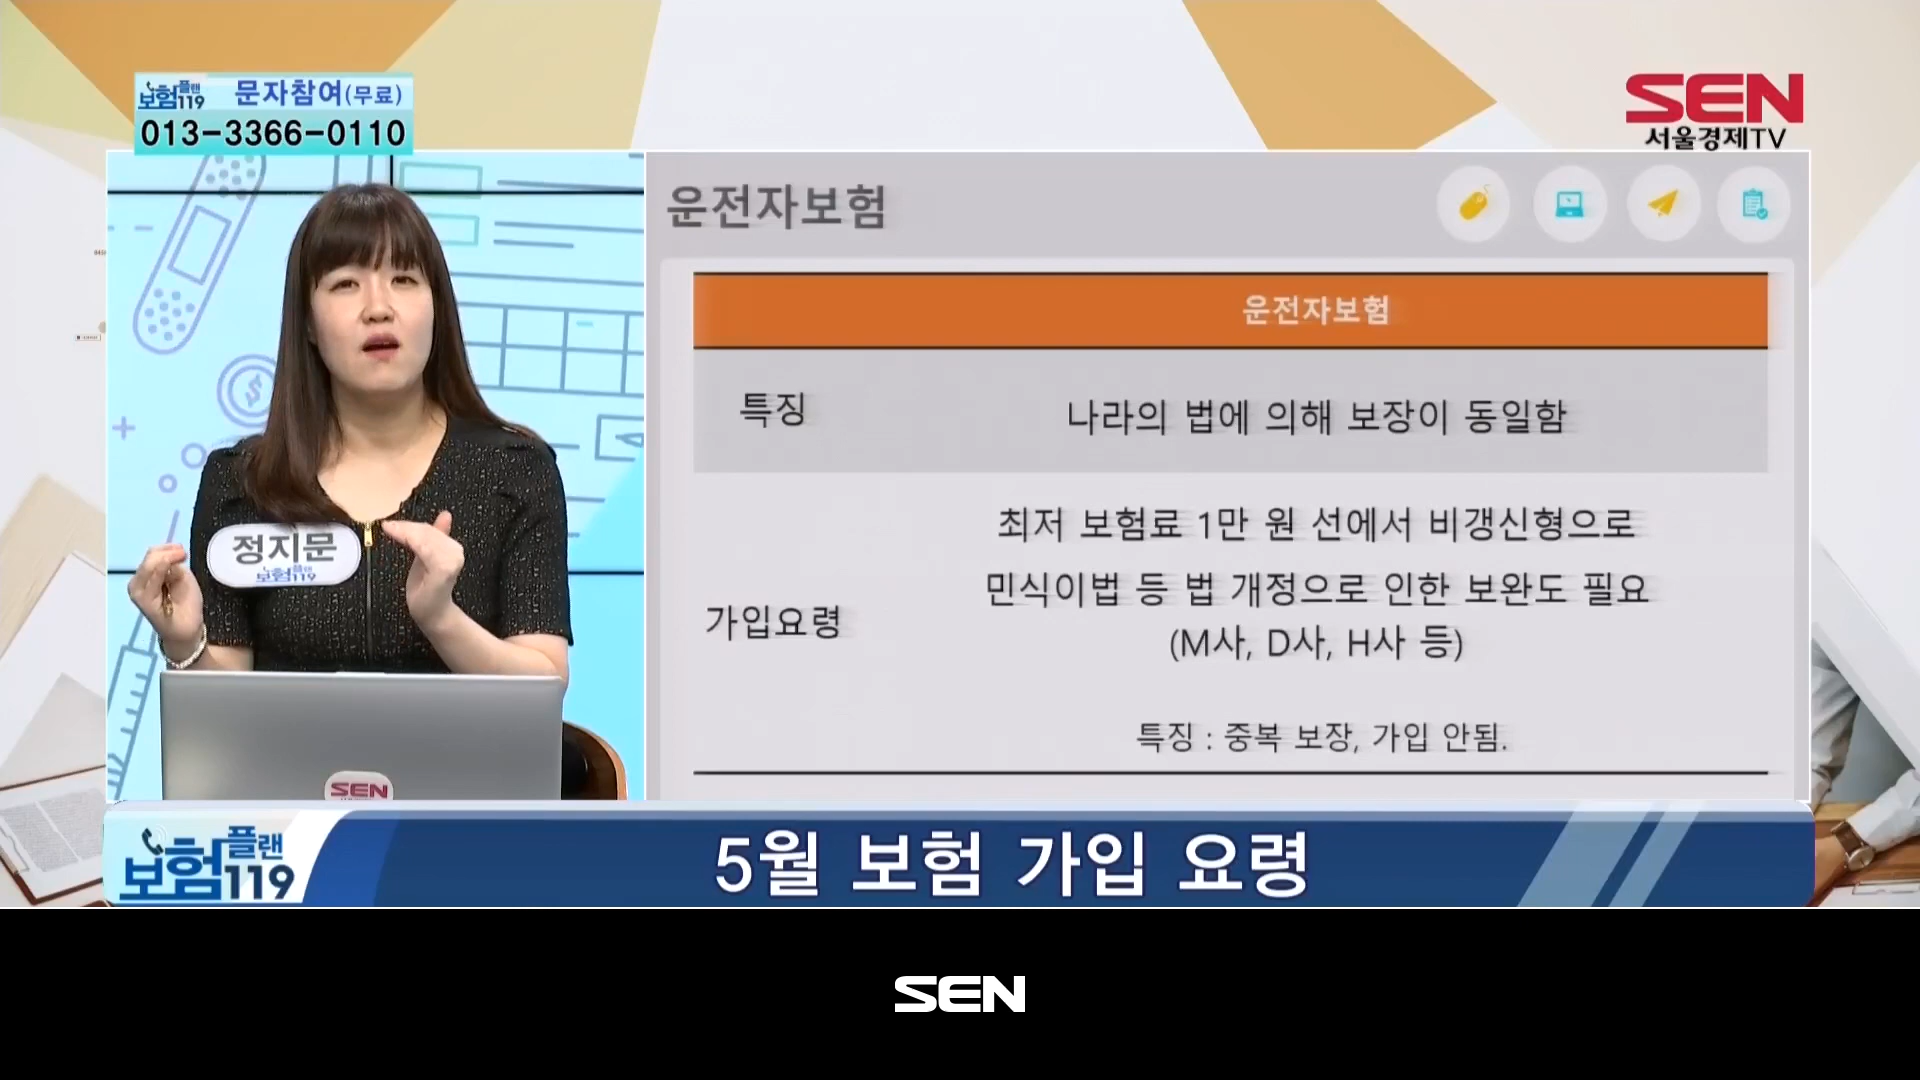 보험플랜119 문자참여(무료)
013-3366-0110
SEN
서울경제TV
운전자보험
운전자보험
특징
나라의 법에 의해 보장이 동일함
가입요령
최저 보험료 1만 원 선에서 비갱신형으로
민식이법 등 법 개정으로 인한 보완도 필요
(M사, D사, H사 등)
특징 : 중복 보장, 가입 안됨.
정지문
보험플랜119
SEN
보험플랜119
5월 보험 가입 요령
SEN